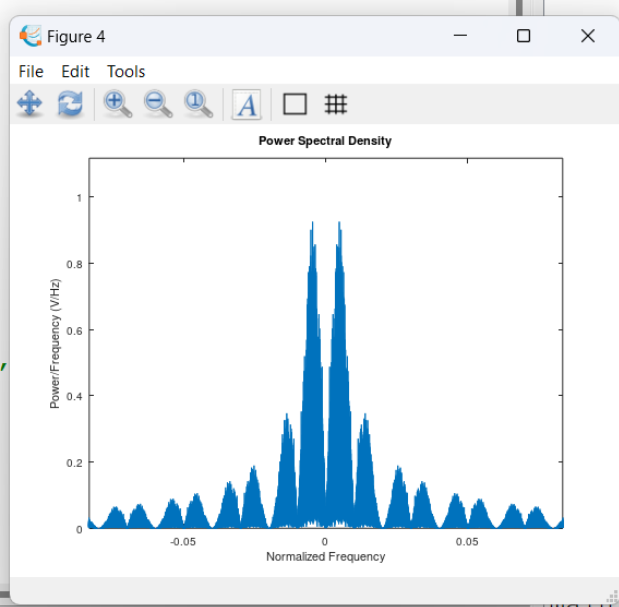 Figure 4
File Edit Tools
A
Power Spectral Density
1
0.8
0.6
0.4
0.2
0
Power/Frequency (V/Hz)
-0.05 0 0.05
Normalized Frequency